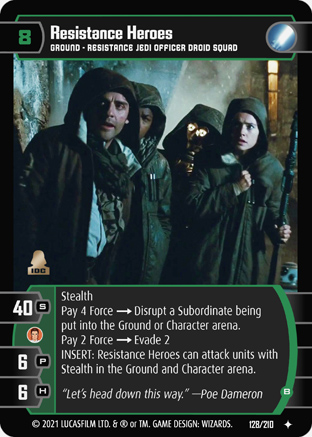 8
Resistance Heroes
GROUND - RESISTANCE JEDI OFFICER DROID SQUAD
IDC
40 S
6 P
6 H
Stealth
Pay 4 Force → Disrupt a Subordinate being
put into the Ground or Character arena.
Pay 2 Force → Evade 2
INSERT: Resistance Heroes can attack units with
Stealth in the Ground and Character arena.
“Let's head down this way.” —Poe Dameron
B
© 2021 LUCASFILM LTD. & ® or TM. GAME DESIGN: WIZARDS.
128/210